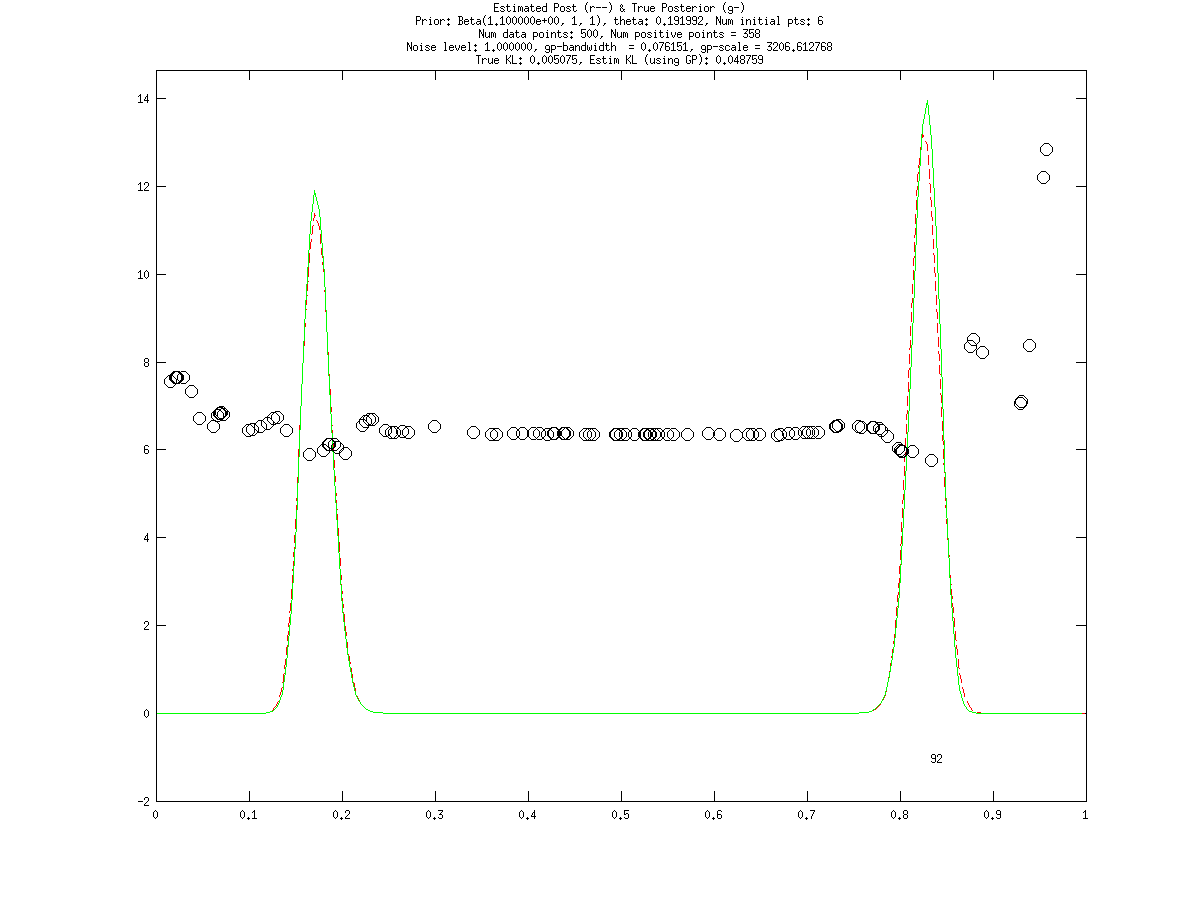 Estimated Post (r--) & True Posterior (g-)
Prior: Beta(1.100000e+00, 1, 1), theta: 0.191992, Num initial pts: 6
Num data points: 500, Num positive points = 358
Noise level: 1.000000, gp-bandwidth  = 0.076151, gp-scale = 3206.612768
True KL: 0.005075, Estim KL (using GP): 0.048759
14
12
10
8
6
4
2
0
92
-2
0 0.1 0.2 0.3 0.4 0.5 0.6 0.7 0.8 0.9 1